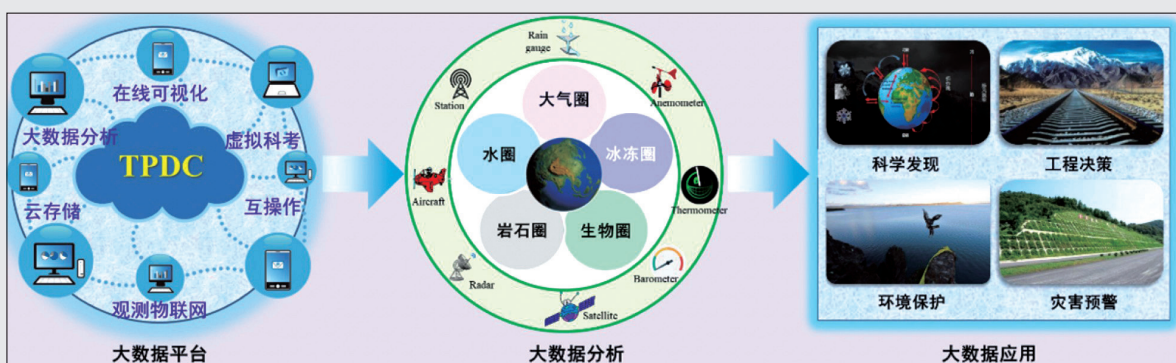 在线可视化
大数据分析
虚拟科考
TPDC
云存储
互操作
观测物联网
大数据平台
Rain
gauge
Station
Anemometer
Aircraft
Thermometer
Radar
Barometer
Satellite
大气圈
水圈
冰冻圈
岩石圈
生物圈
大数据分析
科学发现
工程决策
环境保护
灾害预警
大数据应用